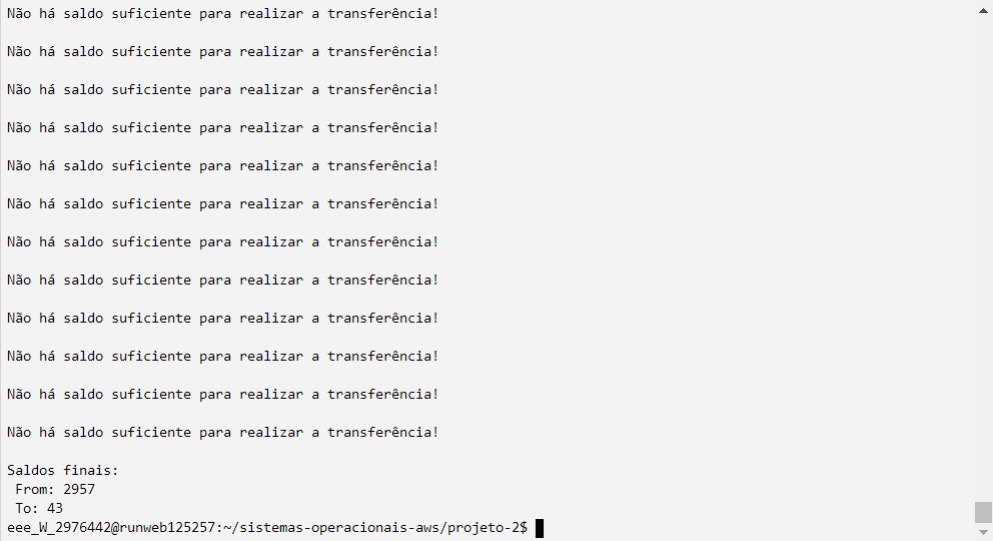 Não há saldo suficiente para realizar a transferência!
Não há saldo suficiente para realizar a transferência!
Não há saldo suficiente para realizar a transferência!
Não há saldo suficiente para realizar a transferência!
Não há saldo suficiente para realizar a transferência!
Não há saldo suficiente para realizar a transferência!
Não há saldo suficiente para realizar a transferência!
Não há saldo suficiente para realizar a transferência!
Não há saldo suficiente para realizar a transferência!
Não há saldo suficiente para realizar a transferência!
Não há saldo suficiente para realizar a transferência!
Não há saldo suficiente para realizar a transferência!
Saldos finais:
From: 2957
To: 43
eee_W_2976442@runweb125257:~/sistemas-operacionais-aws/projeto-2$